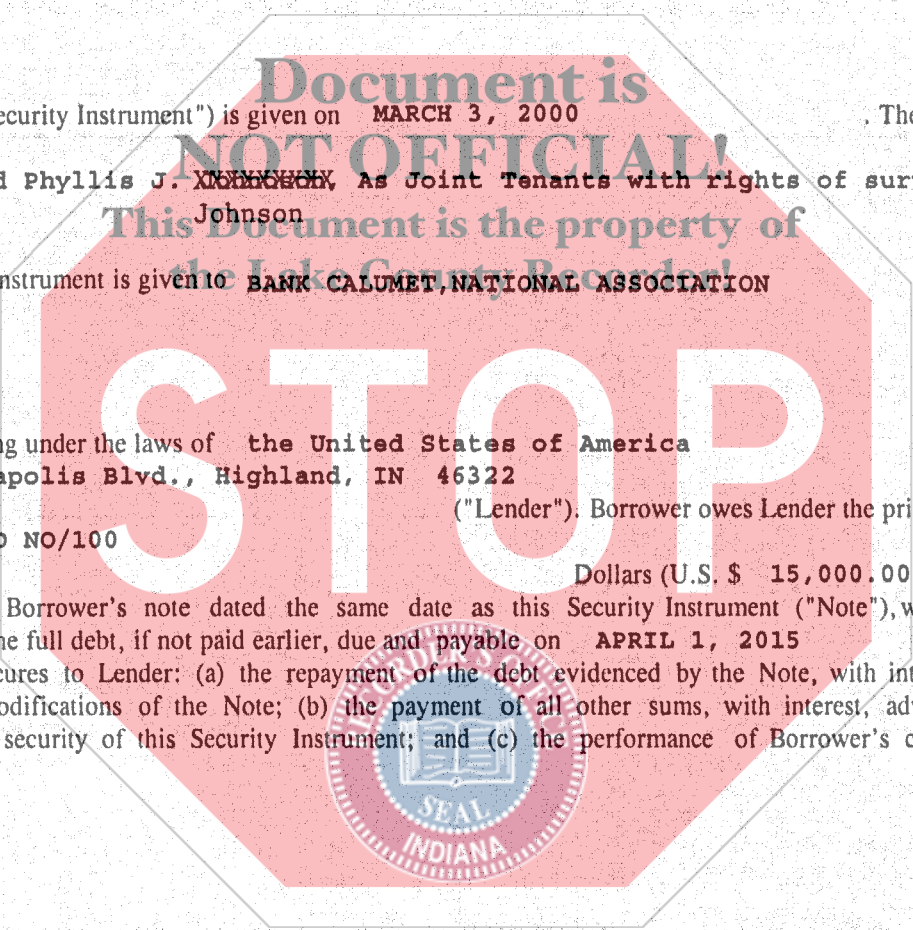 Document is
ecurity Instrument") is given on MARCH 3, 2000 . The
NOT OFFICIAL!
d Phyllis J. As Joint Tenants with rights of sur
Johnson
This Document is the property of
the Lake County Recorder!
nstrument is given to BANK CALUMET, NATIONAL ASSOCIATION
STOP
ng under the laws of the United States of America
apolis Blvd., Highland, IN 46322
("Lender"). Borrower owes Lender the pri
NO/100
Dollars (U.S. $ 15,000.00
Borrower's note dated the same date as this Security Instrument ("Note"), w
ne full debt, if not paid earlier, due and payable on APRIL 1, 2015
cures to Lender: (a) the repayment of the debt evidenced by the Note, with int
odifications of the Note; (b) the payment of all other sums, with interest, adv
security of this Security Instrument; and (c) the performance of Borrower's c
RECORDER'S OFFICE
SEAL
INDIANA